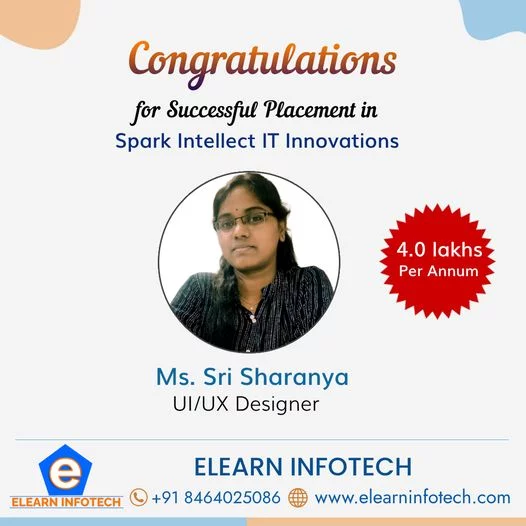 Congratulations
for Successful Placement in
Spark Intellect IT Innovations
4.0 lakhs
Per Annum
Ms. Sri Sharanya
UI/UX Designer
e
ELEARN INFOTECH
ELEARN INFOTECH
+91 8464025086 www.elearninfotech.com